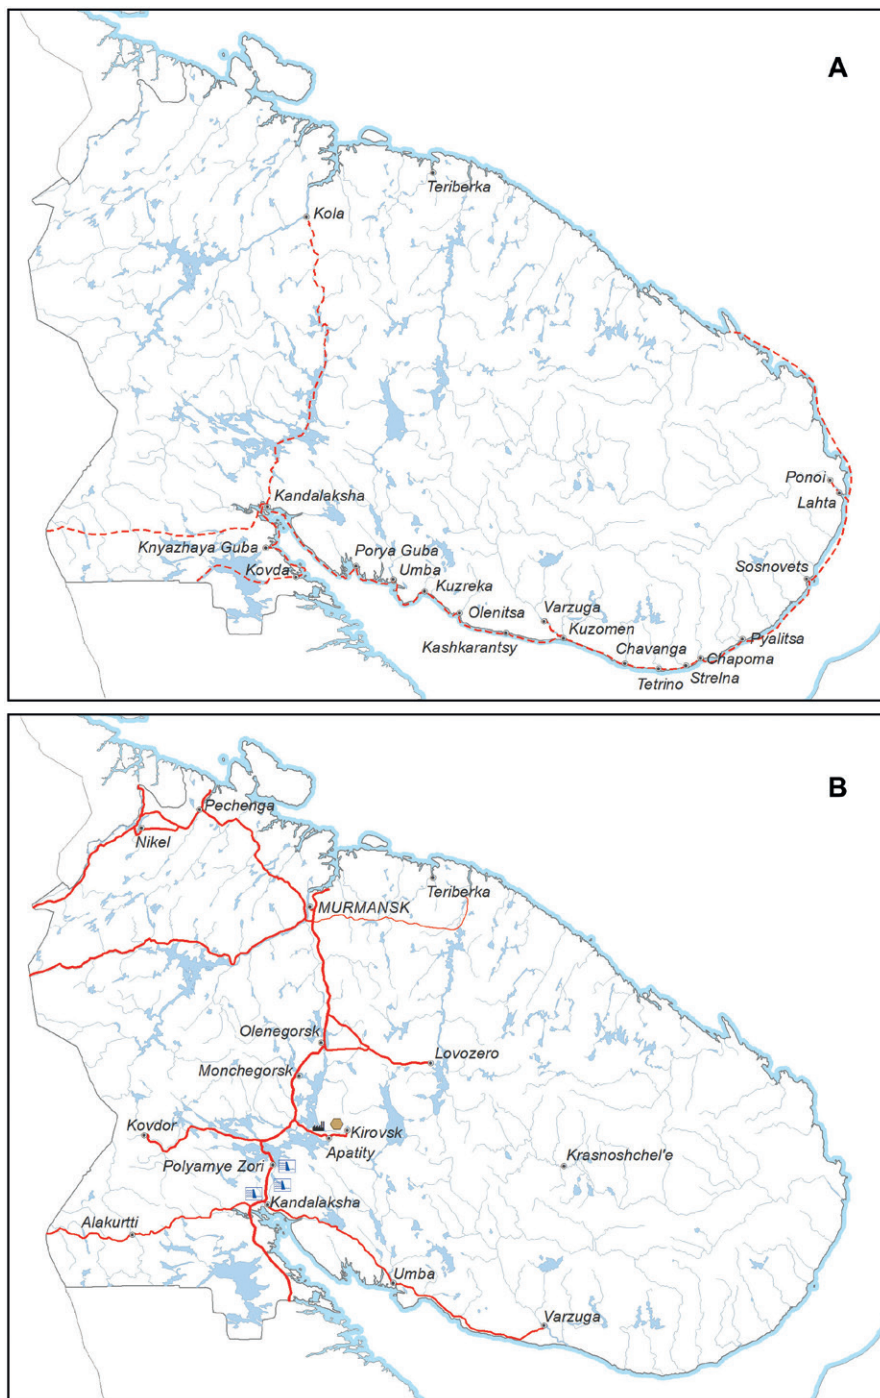 A
Teriberka
Kola
Ponoi
Lahta
Kandalaksha
Knyazhaya Guba
Porya Guba
Kovda
Umba
Sosnovets
Kuzreka
Olenitsa
Varzuga
Kashkarantsy
Kuzomen
Pyalitsa
Chavanga
Chapoma
Strelna
Tetrino
B
Pechenga
Nikel
Teriberka
MURMANSK
Olenegorsk
Lovozero
Monchegorsk
Kovdor
Kirovsk
Apatity
Polyarnye Zori
Krasnoshchel'e
Kandalaksha
Alakurtti
Umba
Varzuga